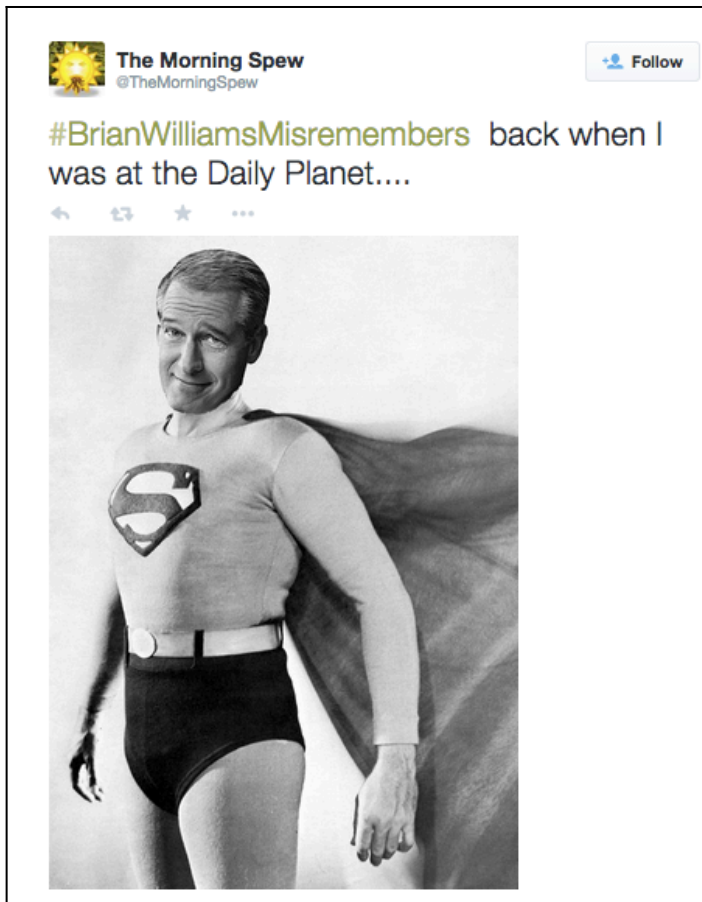 The Morning Spew
@TheMorningSpew
Follow
#BrianWilliamsMisremembers back when I
was at the Daily Planet....
S